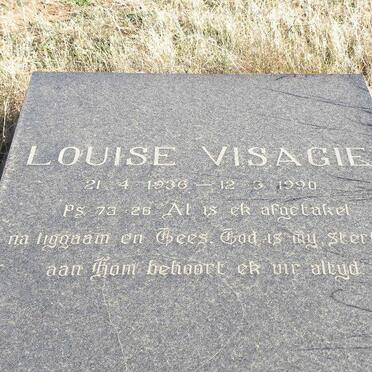 LOUISE VISAGIE
21 4 1936 — 12 3 1990
Ps 73-26 Al is ek afgetakel
na liggaam en Gees, God is my
aan Hom behoort ek vir altyd